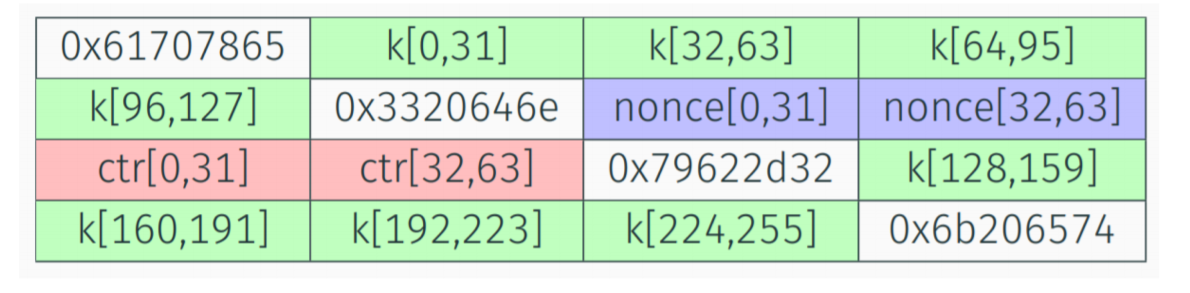 0x61707865 k[0,31] k[32,63] k[64,95]
k[96,127] 0x3320646e nonce[0,31] nonce[32,63]
ctr[0,31] ctr[32,63] 0x79622d32 k[128,159]
k[160,191] k[192,223] k[224,255] 0x6b206574